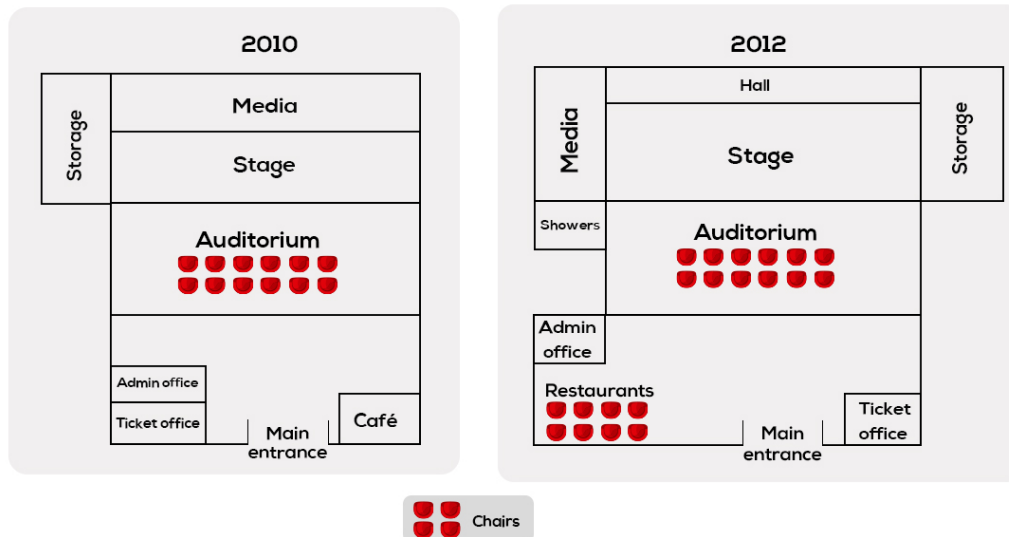 2010
Media
Storage
Stage
Auditorium
Admin office
Ticket office
Café
Main
entrance
2012
Hall
Media
Stage
Storage
Showers
Auditorium
Admin
office
Restaurants
Ticket
office
Main
entrance
Chairs